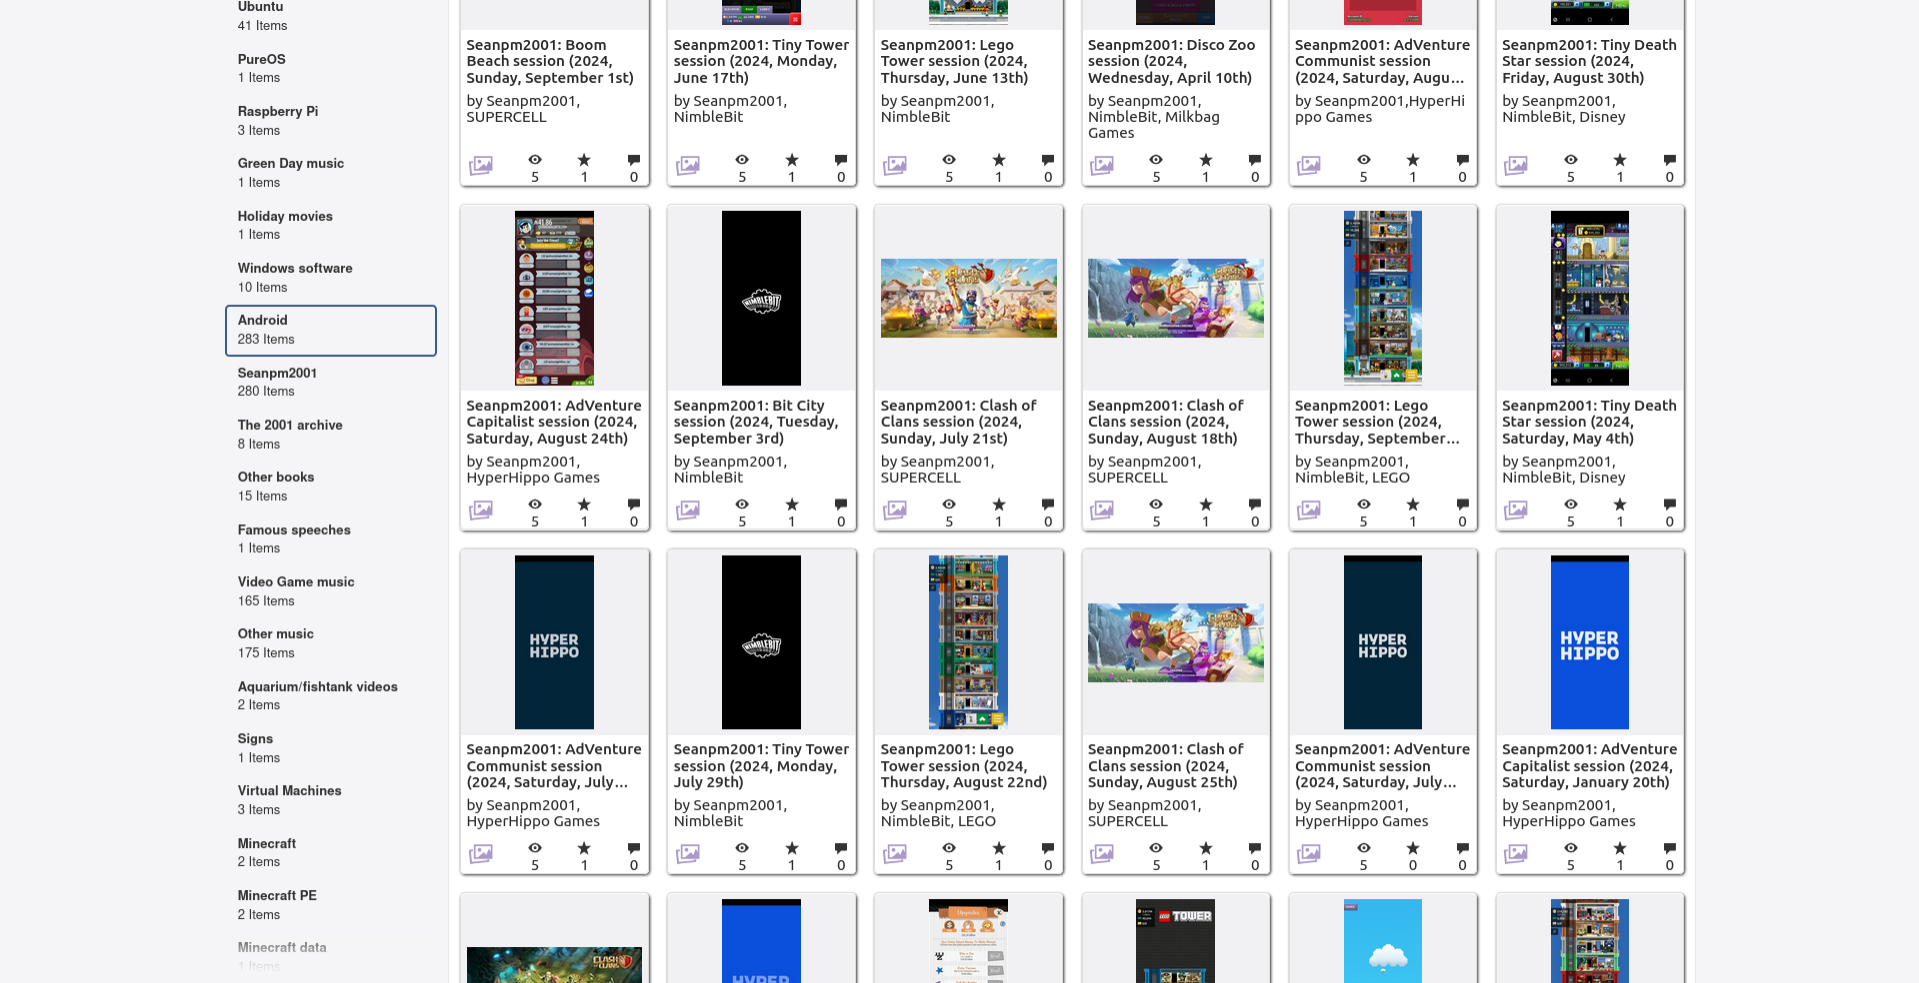 Ubuntu
41 Items
PureOS
1 Items
Raspberry Pi
3 Items
Green Day music
1 Items
Holiday movies
1 Items
Windows software
10 Items
Android
283 Items
Seanpm2001
280 Items
The 2001 archive
8 Items
Other books
15 Items
Famous speeches
1 Items
Video Game music
165 Items
Other music
175 Items
Aquarium/fishtank videos
2 Items
Signs
1 Items
Virtual Machines
3 Items
Minecraft
2 Items
Minecraft PE
2 Items
Minecraft data
1 Items
Seanpm2001: Boom
Beach session (2024,
Sunday, September 1st)
by Seanpm2001,
SUPERCELL
5 1 0
Seanpm2001: Tiny Tower
session (2024, Monday,
June 17th)
by Seanpm2001,
NimbleBit
5 1 0
Seanpm2001: Lego
Tower session (2024,
Thursday, June 13th)
by Seanpm2001,
NimbleBit
5 1 0
Seanpm2001: Disco Zoo
session (2024,
Wednesday, April 10th)
by Seanpm2001,
NimbleBit, Milkbag
Games
5 1 0
Seanpm2001: AdVenture
Communist session
(2024, Saturday, Augu...
by Seanpm2001,HyperHi
ppo Games
5 1 0
Seanpm2001: Tiny Death
Star session (2024,
Friday, August 30th)
by Seanpm2001,
NimbleBit, Disney
5 1 0
Seanpm2001: AdVenture
Capitalist session (2024,
Saturday, August 24th)
by Seanpm2001,
HyperHippo Games
5 1 0
NIMBLEBIT
Seanpm2001: Bit City
session (2024, Tuesday,
September 3rd)
by Seanpm2001,
NimbleBit
5 1 0
Seanpm2001: Clash of
Clans session (2024,
Sunday, July 21st)
by Seanpm2001,
SUPERCELL
5 1 0
Seanpm2001: Clash of
Clans session (2024,
Sunday, August 18th)
by Seanpm2001,
SUPERCELL
5 1 0
Seanpm2001: Lego
Tower session (2024,
Thursday, September...
by Seanpm2001,
NimbleBit, LEGO
5 1 0
Seanpm2001: Tiny Death
Star session (2024,
Saturday, May 4th)
by Seanpm2001,
NimbleBit, Disney
5 1 0
HYPER
HIPPO
Seanpm2001: AdVenture
Communist session
(2024, Saturday, July...
by Seanpm2001,
HyperHippo Games
5 1 0
NIMBLEBIT
Seanpm2001: Tiny Tower
session (2024, Monday,
July 29th)
by Seanpm2001,
NimbleBit
5 1 0
Seanpm2001: Lego
Tower session (2024,
Thursday, August 22nd)
by Seanpm2001,
NimbleBit, LEGO
5 1 0
Seanpm2001: Clash of
Clans session (2024,
Sunday, August 25th)
by Seanpm2001,
SUPERCELL
5 1 0
HYPER
HIPPO
Seanpm2001: AdVenture
Communist session
(2024, Saturday, July...
by Seanpm2001,
HyperHippo Games
5 0 0
HYPER
HIPPO
Seanpm2001: AdVenture
Capitalist session (2024,
Saturday, January 20th)
by Seanpm2001,
HyperHippo Games
5 1 0
CLASH
OF CLANS
HYPER
Upgrades
LEGO TOWER